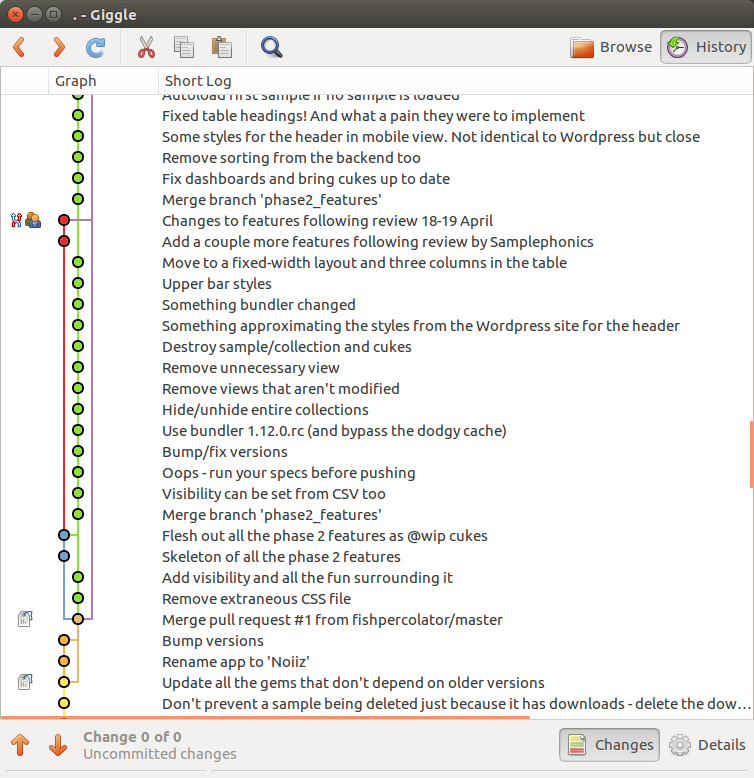 . - Giggle
Browse
History
Graph
Short Log
Autoload first sample if no sample is loaded
Fixed table headings! And what a pain they were to implement
Some styles for the header in mobile view. Not identical to Wordpress but close
Remove sorting from the backend too
Fix dashboards and bring cukes up to date
Merge branch 'phase2_features'
Changes to features following review 18-19 April
Add a couple more features following review by Samplephonics
Move to a fixed-width layout and three columns in the table
Upper bar styles
Something bundler changed
Something approximating the styles from the Wordpress site for the header
Destroy sample/collection and cukes
Remove unnecessary view
Remove views that aren't modified
Hide/unhide entire collections
Use bundler 1.12.0.rc (and bypass the dodgy cache)
Bump/fix versions
Oops - run your specs before pushing
Visibility can be set from CSV too
Merge branch 'phase2_features'
Flesh out all the phase 2 features as @wip cukes
Skeleton of all the phase 2 features
Add visibility and all the fun surrounding it
Remove extraneous CSS file
Merge pull request #1 from fishpercolator/master
Bump versions
Rename app to 'Noiiz'
Update all the gems that don't depend on older versions
Don't prevent a sample being deleted just because it has downloads - delete the dow...
Change 0 of 0
Uncommitted changes
Changes
Details